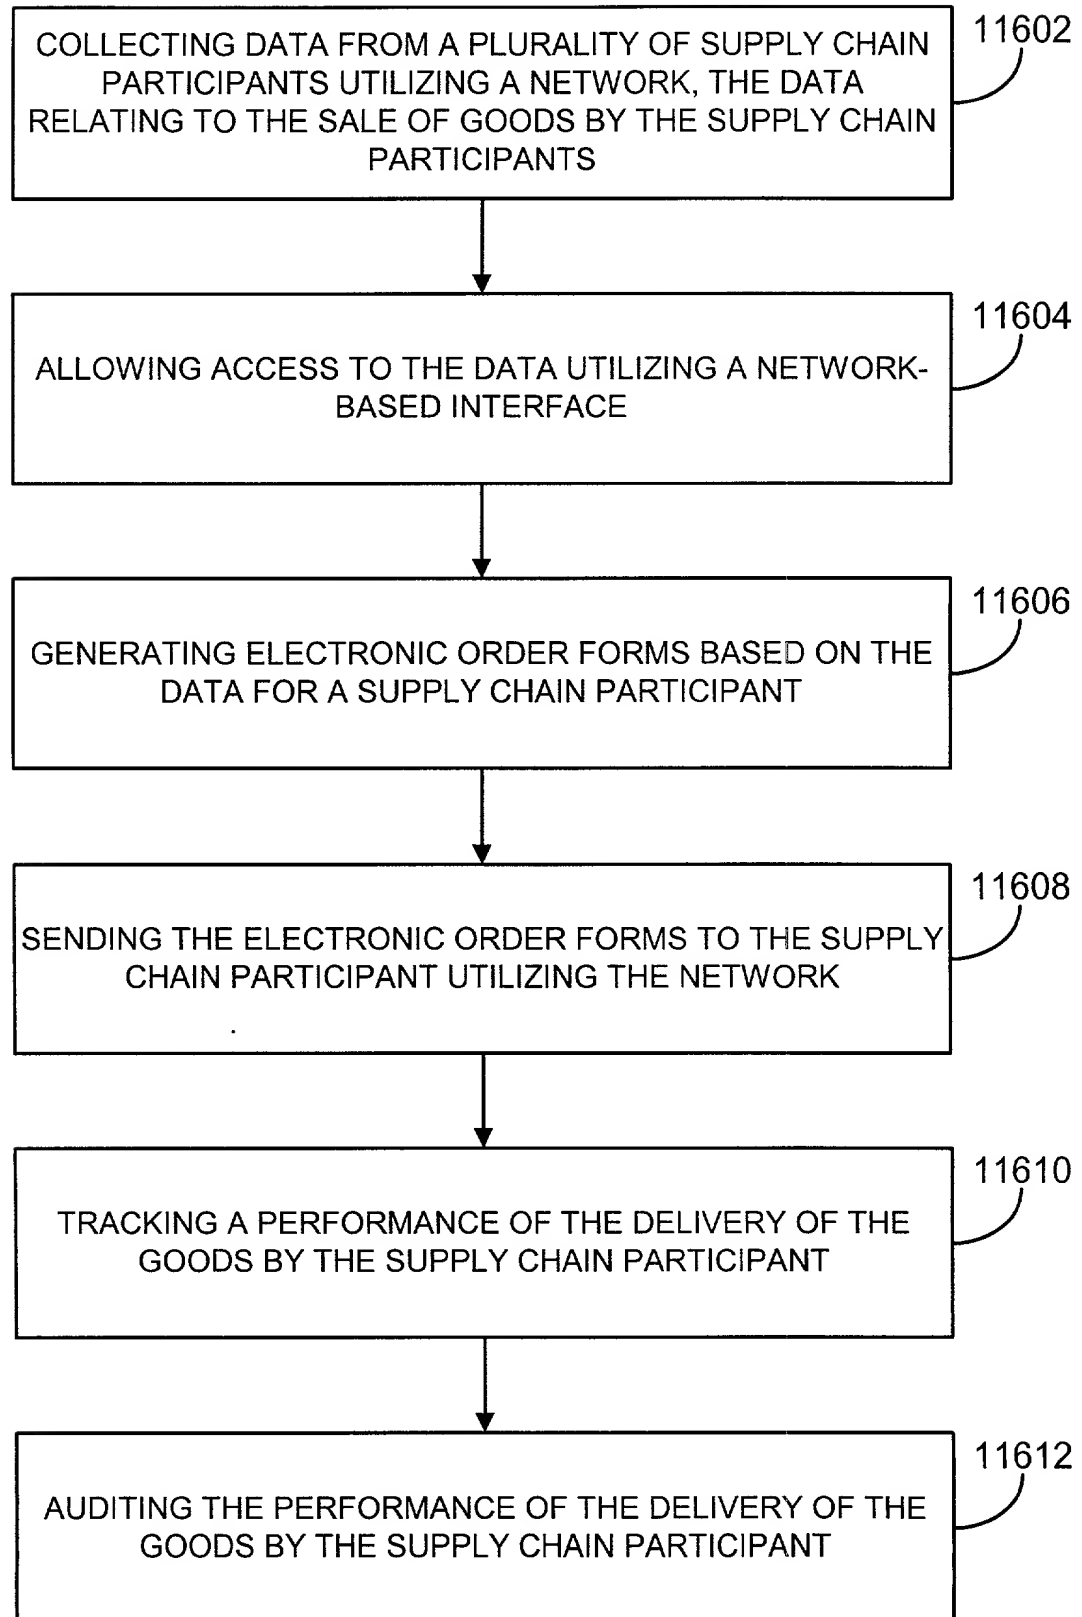 11602
COLLECTING DATA FROM A PLURALITY OF SUPPLY CHAIN
PARTICIPANTS UTILIZING A NETWORK, THE DATA
RELATING TO THE SALE OF GOODS BY THE SUPPLY CHAIN
PARTICIPANTS
11604
ALLOWING ACCESS TO THE DATA UTILIZING A NETWORK-
BASED INTERFACE
11606
GENERATING ELECTRONIC ORDER FORMS BASED ON THE
DATA FOR A SUPPLY CHAIN PARTICIPANT
11608
SENDING THE ELECTRONIC ORDER FORMS TO THE SUPPLY
CHAIN PARTICIPANT UTILIZING THE NETWORK
11610
TRACKING A PERFORMANCE OF THE DELIVERY OF THE
GOODS BY THE SUPPLY CHAIN PARTICIPANT
11612
AUDITING THE PERFORMANCE OF THE DELIVERY OF THE
GOODS BY THE SUPPLY CHAIN PARTICIPANT